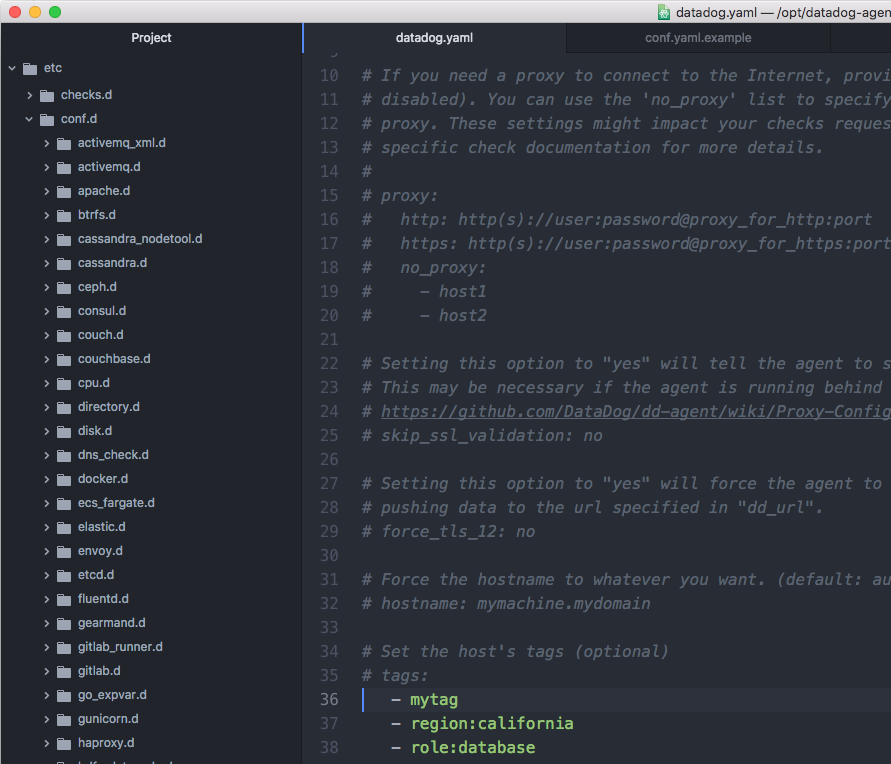 datadog.yaml — /opt/datadog-agen
Project
datadog.yaml
conf.yaml.example
etc
checks.d
conf.d
activemq_xml.d
activemq.d
apache.d
btrfs.d
cassandra_nodetool.d
cassandra.d
ceph.d
consul.d
couch.d
couchbase.d
cpu.d
directory.d
disk.d
dns_check.d
docker.d
ecs_fargate.d
elastic.d
envoy.d
etcd.d
fluentd.d
gearmand.d
gitlab_runner.d
gitlab.d
go_expvar.d
gunicorn.d
haproxy.d
10 # If you need a proxy to connect to the Internet, provi
11 # disabled). You can use the 'no_proxy' list to specify
12 # proxy. These settings might impact your checks reques
13 # specific check documentation for more details.
14 #
15 # proxy:
16 #   http: http(s)://user:password@proxy_for_http:port
17 #   https: http(s)://user:password@proxy_for_https:port
18 #   no_proxy:
19 #     - host1
20 #     - host2
21
22 # Setting this option to "yes" will tell the agent to s
23 # This may be necessary if the agent is running behind
24 # https://github.com/DataDog/dd-agent/wiki/Proxy-Config
25 # skip_ssl_validation: no
26
27 # Setting this option to "yes" will force the agent to
28 # pushing data to the url specified in "dd_url".
29 # force_tls_12: no
30
31 # Force the hostname to whatever you want. (default: au
32 # hostname: mymachine.mydomain
33
34 # Set the host's tags (optional)
35 # tags:
36    - mytag
37    - region:california
38    - role:database